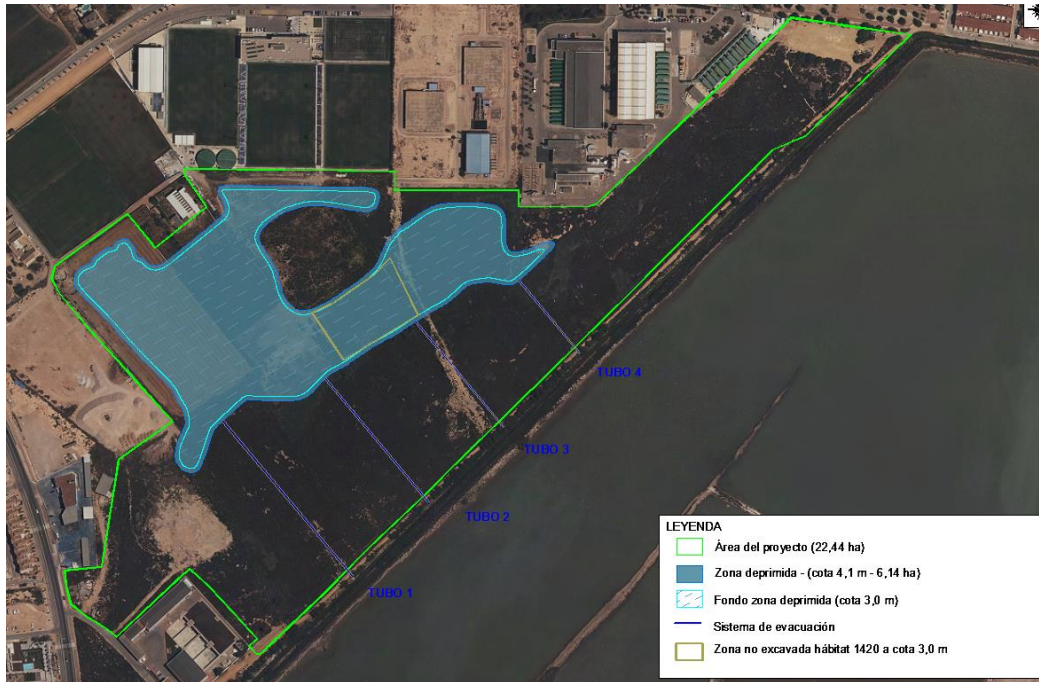 TUBO 4
TUBO 3
TUBO 2
TUBO 1
LEYENDA
Área del proyecto (22,44 ha)
Zona deprimida - (cota 4,1 m - 6,14 ha)
Fondo zona deprimida (cota 3,0 m)
Sistema de evacuación
Zona no excavada hábitat 1420 a cota 3,0 m